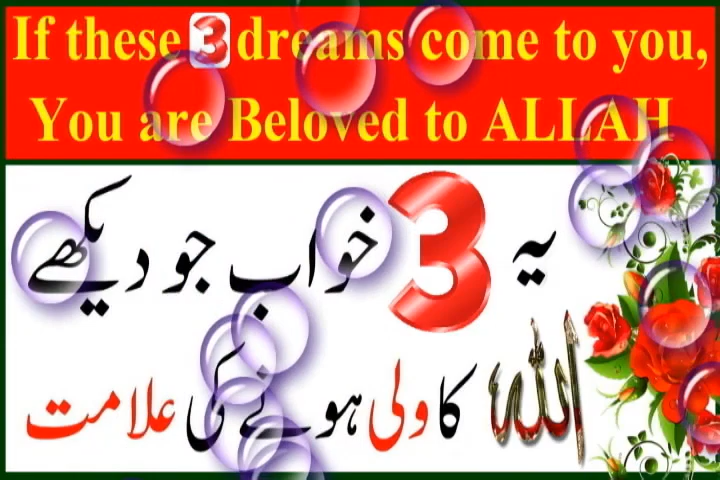 If these 3 dreams come to you,
You are Beloved to ALLAH
یہ 3 خواب جو دیکھے
اللہ کا ولی ہونے کی علامت